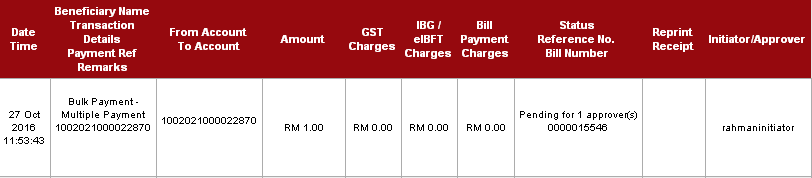 Date
Time
Beneficiary Name
Transaction
Details
Payment Ref
Remarks
From Account
To Account
Amount
GST
Charges
IBG /
eIBFT
Charges
Bill
Payment
Charges
Status
Reference No.
Bill Number
Reprint
Receipt
Initiator/Approver
27 Oct
2016
11:53:43
Bulk Payment -
Multiple Payment
1002021000022870
1002021000022870
RM 1.00
RM 0.00
RM 0.00
RM 0.00
Pending for 1 approver(s)
0000015546
rahmaninitiator